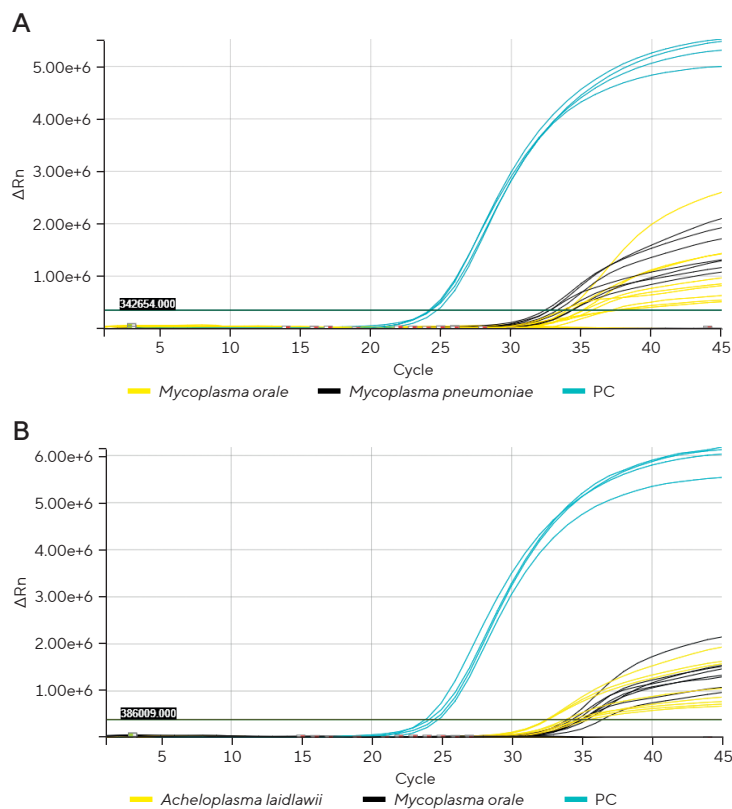 A
5.00e+6
4.00e+6
3.00e+6
2.00e+6
1.00e+6
ΔRn
342654.000
5 10 15 20 25 30 35 40 45
Cycle
Mycoplasma orale Mycoplasma pneumoniae PC
B
6.00e+6
5.00e+6
4.00e+6
3.00e+6
2.00e+6
1.00e+6
ΔRn
386009.000
5 10 15 20 25 30 35 40 45
Cycle
Acheloplasma laidlawii Mycoplasma orale PC